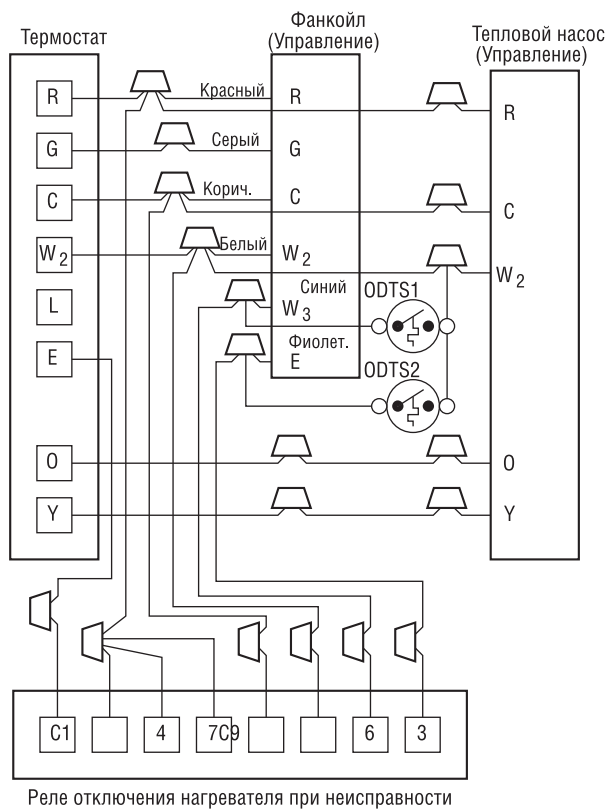 Термостат
Фанкойл
(Управление)
Тепловой насос
(Управление)
R
Красный
R
R
G
Серый
G
C
Корич.
C
C
W2
Белый
W2
W2
L
Синий
W3
ODTS1
E
Фиолет.
E
ODTS2
O
O
Y
Y
C1
4
7C9
6
3
Реле отключения нагревателя при неисправности